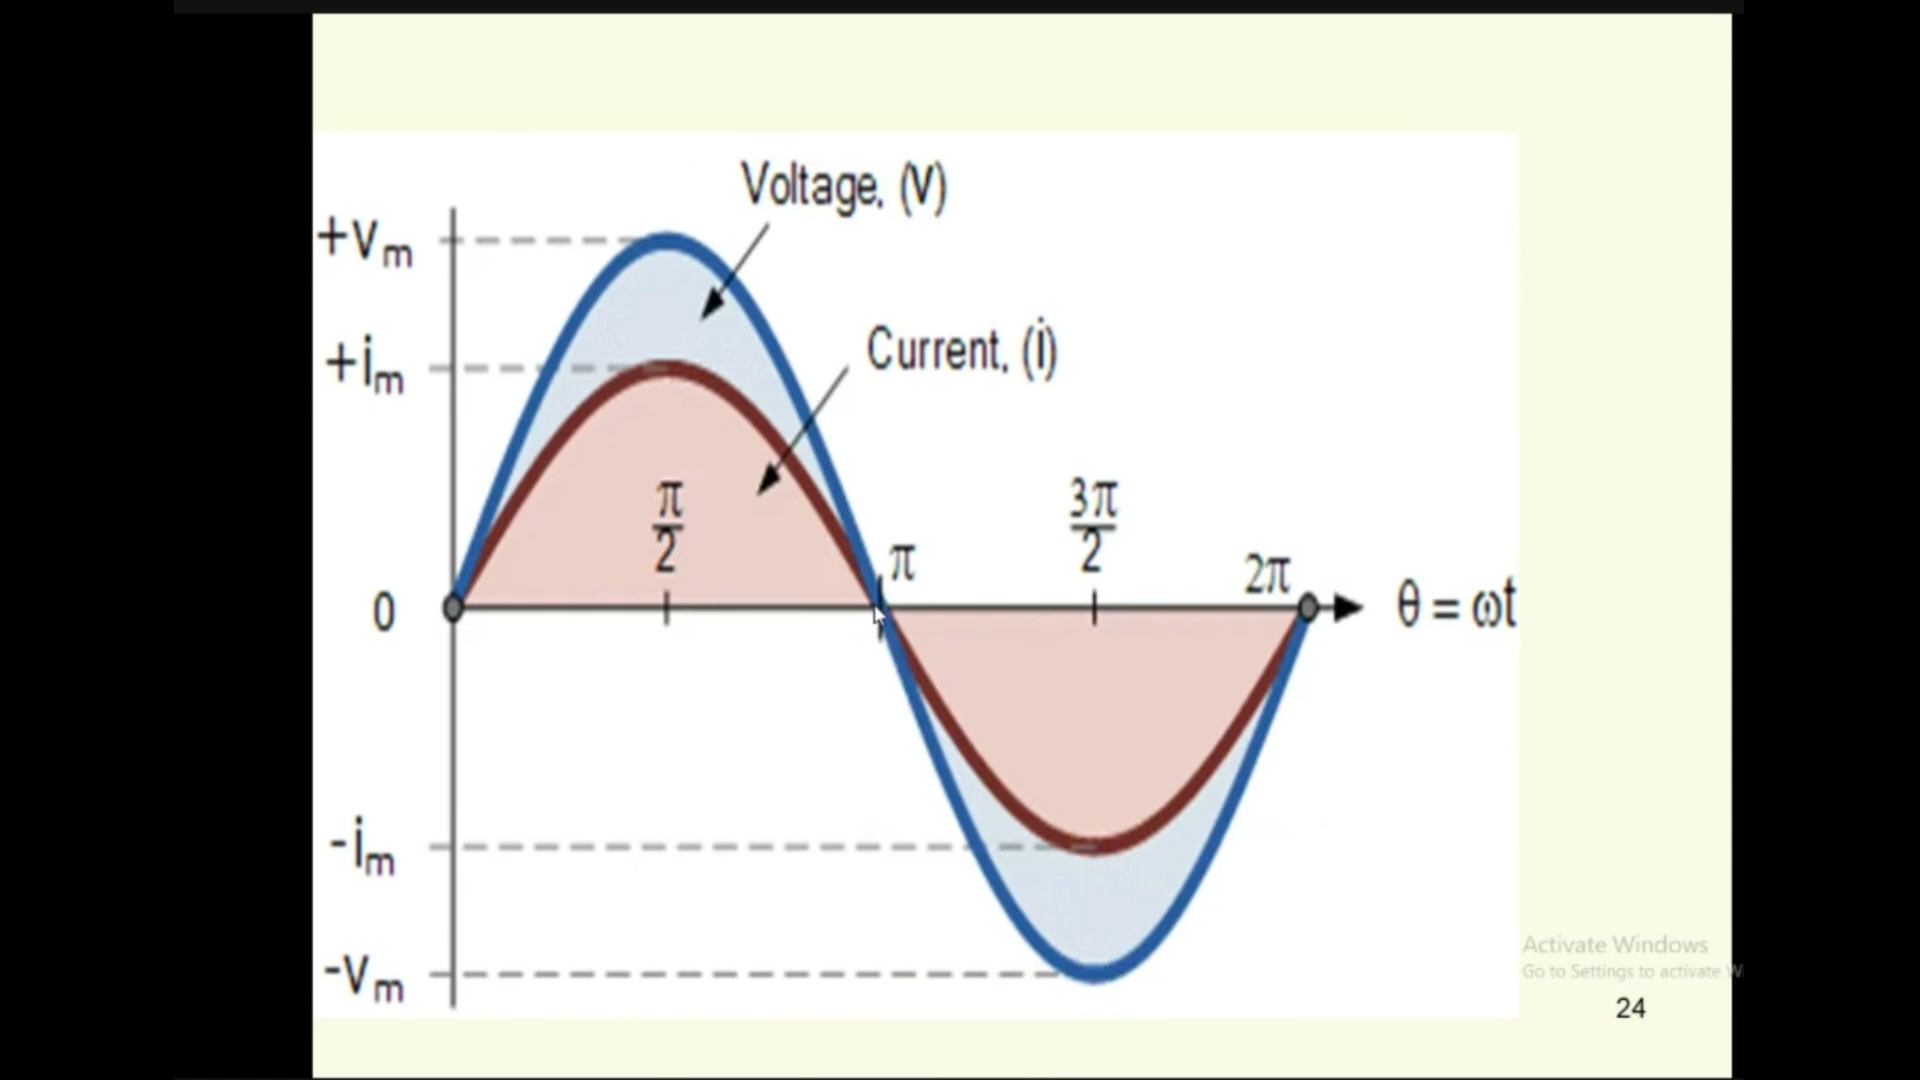 Voltage, (V)
+Vm
Current, (i)
+im
π/2
3π/2
π
2π
0
θ = ωt
-im
-Vm
Activate Windows
Go to Settings to activate W
24